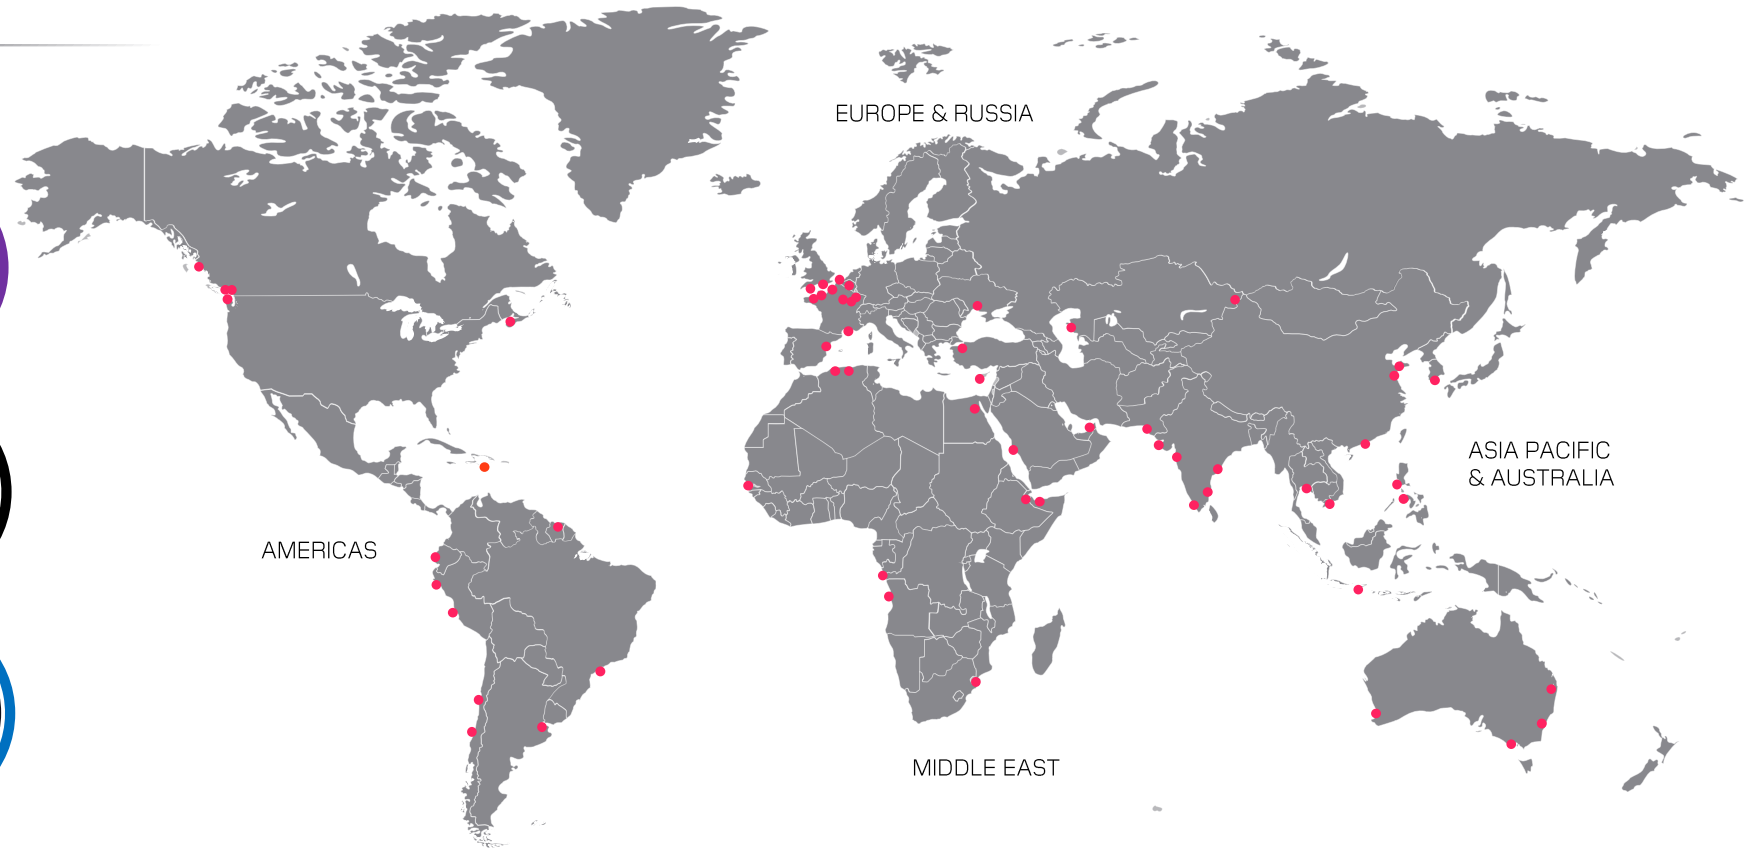 EUROPE & RUSSIA
ASIA PACIFIC
& AUSTRALIA
AMERICAS
MIDDLE EAST